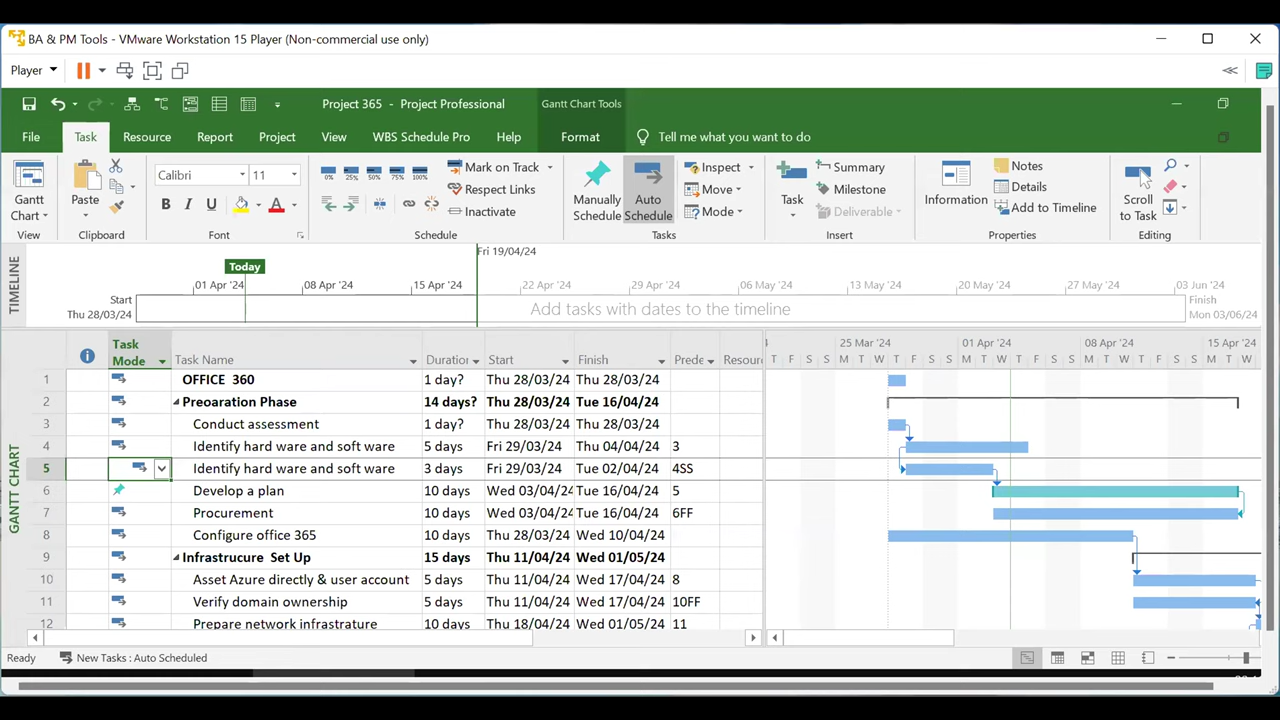 BA & PM Tools - VMware Workstation 15 Player (Non-commercial use only)
Player
Project 365 - Project Professional
Gantt Chart Tools
File Task Resource Report Project View WBS Schedule Pro Help Format Tell me what you want to do
Gantt Chart
View
Paste
Clipboard
Calibri 11
B I U A
Font
0% 25% 50% 75% 100%
Mark on Track
Respect Links
Inactivate
Schedule
Manually Schedule
Auto Schedule
Inspect
Move
Mode
Tasks
Task
Summary
Milestone
Deliverable
Insert
Information
Notes
Details
Add to Timeline
Properties
Scroll to Task
Editing
TIMELINE
Fri 19/04/24
Today
01 Apr '24 08 Apr '24 15 Apr '24 22 Apr '24 29 Apr '24 06 May '24 13 May '24 20 May '24 27 May '24 03 Jun '24
Start
Thu 28/03/24
Add tasks with dates to the timeline
Finish
Mon 03/06/24
GANTT CHART
Task Mode Task Name Duration Start Finish Prede Resour
25 Mar '24 01 Apr '24 08 Apr '24 15 Apr '24
T F S S M T W T F S S M T W T F S S M T W T F S S M T W
1 OFFICE 360 1 day? Thu 28/03/24 Thu 28/03/24
2 Preoaration Phase 14 days? Thu 28/03/24 Tue 16/04/24
3 Conduct assessment 1 day? Thu 28/03/24 Thu 28/03/24
4 Identify hard ware and soft ware 5 days Fri 29/03/24 Thu 04/04/24 3
5 Identify hard ware and soft ware 3 days Fri 29/03/24 Tue 02/04/24 4SS
6 Develop a plan 10 days Wed 03/04/24 Tue 16/04/24 5
7 Procurement 10 days Wed 03/04/24 Tue 16/04/24 6FF
8 Configure office 365 10 days Thu 28/03/24 Wed 10/04/24
9 Infrastrucure Set Up 15 days Thu 11/04/24 Wed 01/05/24
10 Asset Azure directly & user account 5 days Thu 11/04/24 Wed 17/04/24 8
11 Verify domain ownership 5 days Thu 11/04/24 Wed 17/04/24 10FF
12 Prepare network infrastrature 10 days Thu 18/04/24 Wed 01/05/24 11
Ready New Tasks : Auto Scheduled